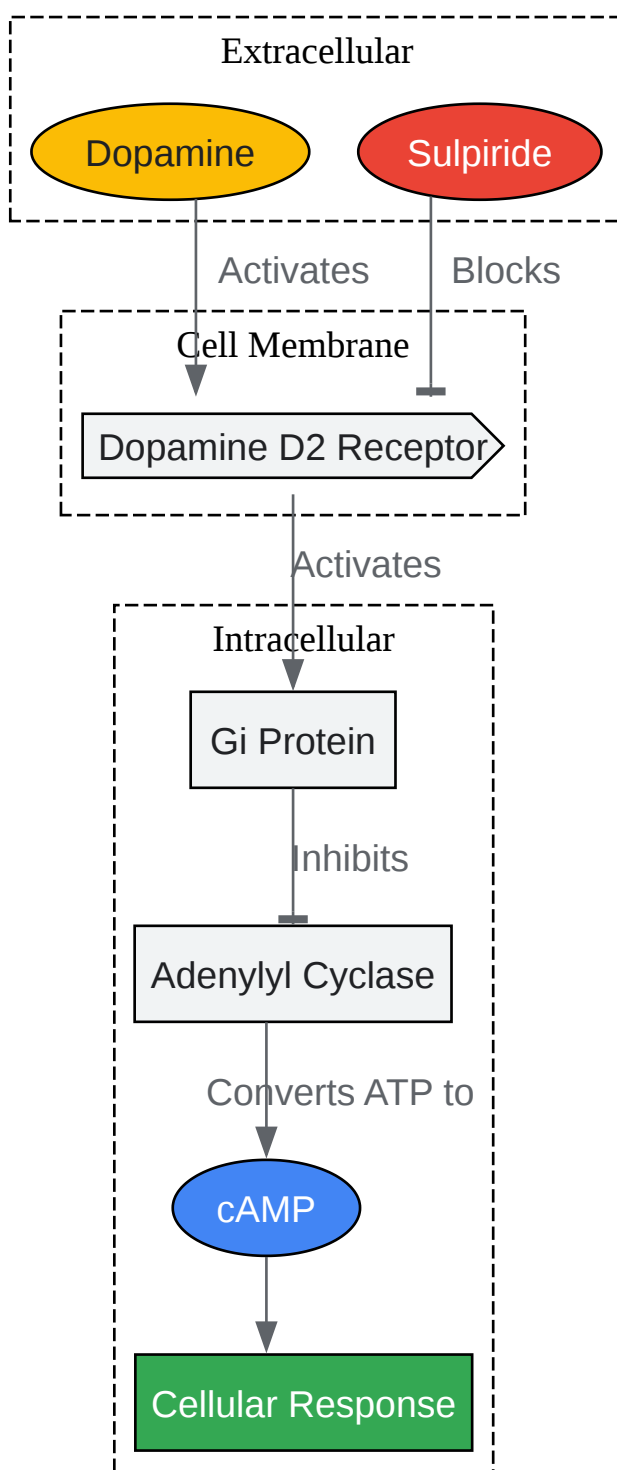 Extracellular
Dopamine
Sulpiride
Activates
Blocks
Cell Membrane
Dopamine D2 Receptor
Activates
Intracellular
Gi Protein
Inhibits
Adenylyl Cyclase
Converts ATP to
cAMP
Cellular Response